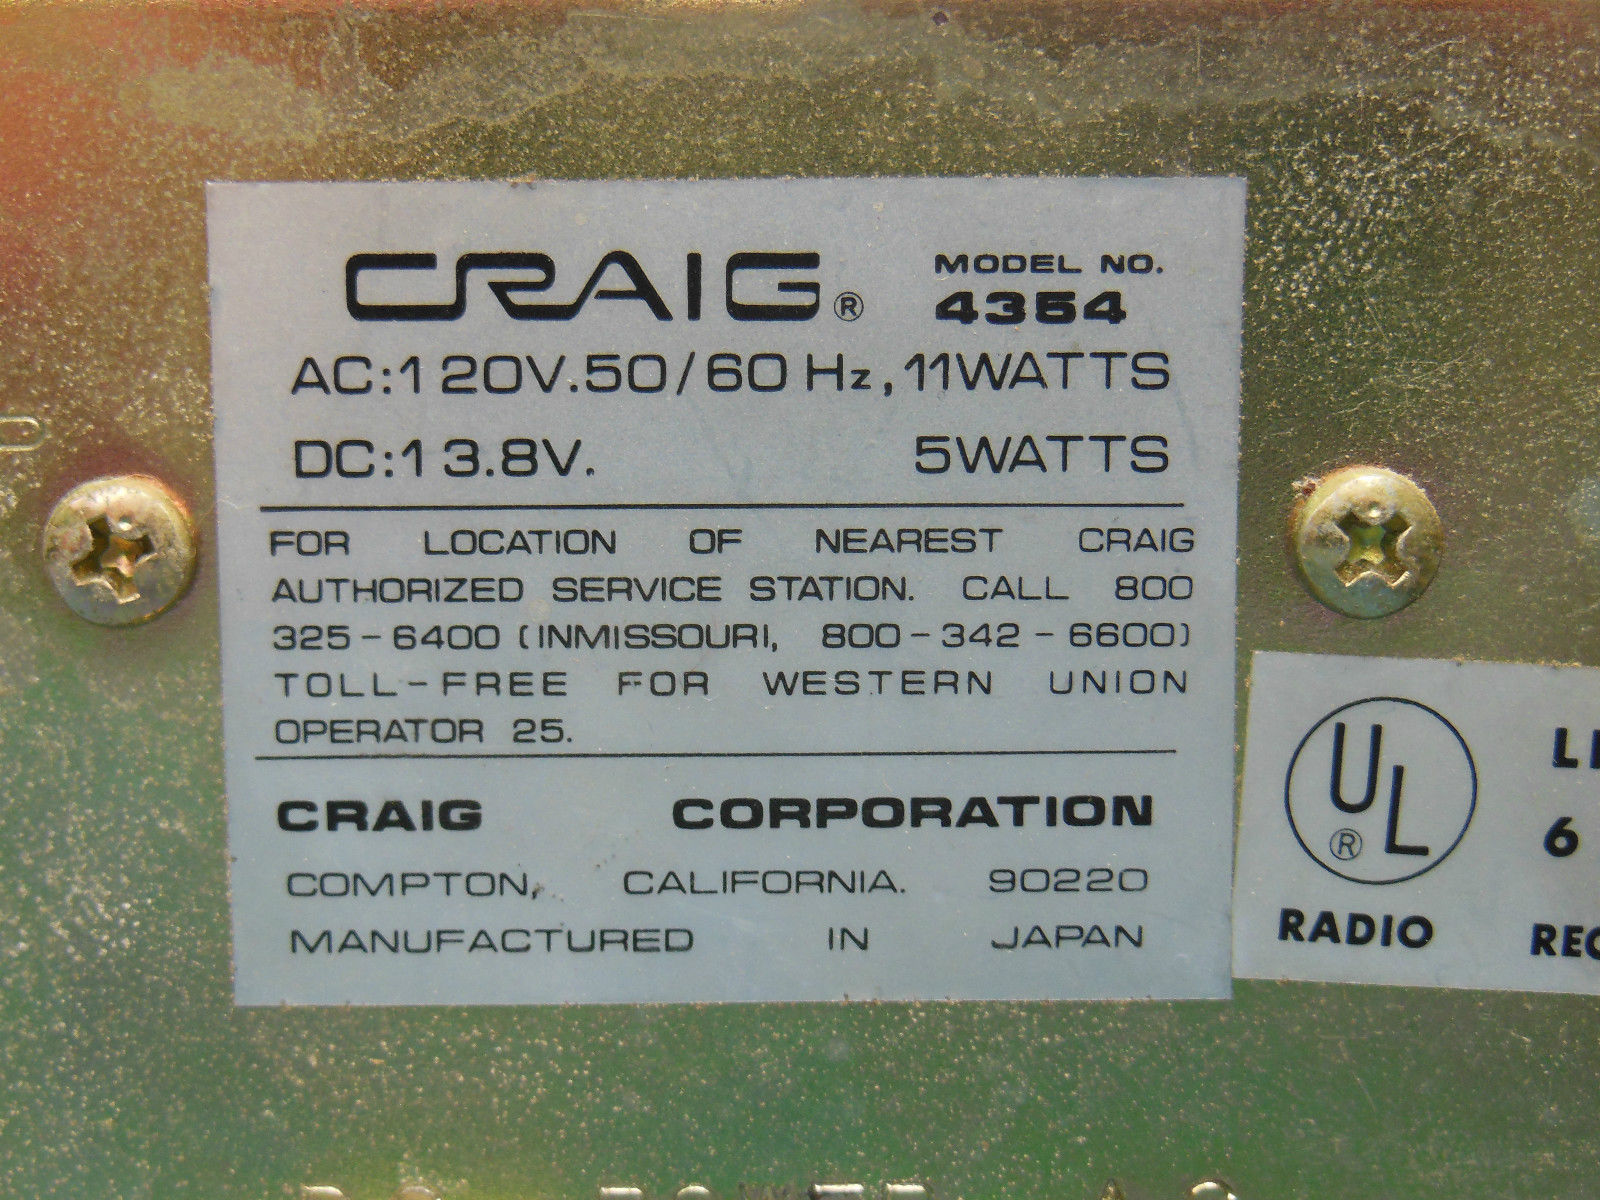 CRAIG® MODEL NO.
4354
AC:120V.50/60 Hz, 11WATTS
DC:13.8V. 5WATTS
FOR LOCATION OF NEAREST CRAIG
AUTHORIZED SERVICE STATION. CALL 800
325-6400 (INMISSOURI, 800-342-6600)
TOLL-FREE FOR WESTERN UNION
OPERATOR 25.
CRAIG CORPORATION
COMPTON, CALIFORNIA. 90220
MANUFACTURED IN JAPAN
UL®
RADIO
6